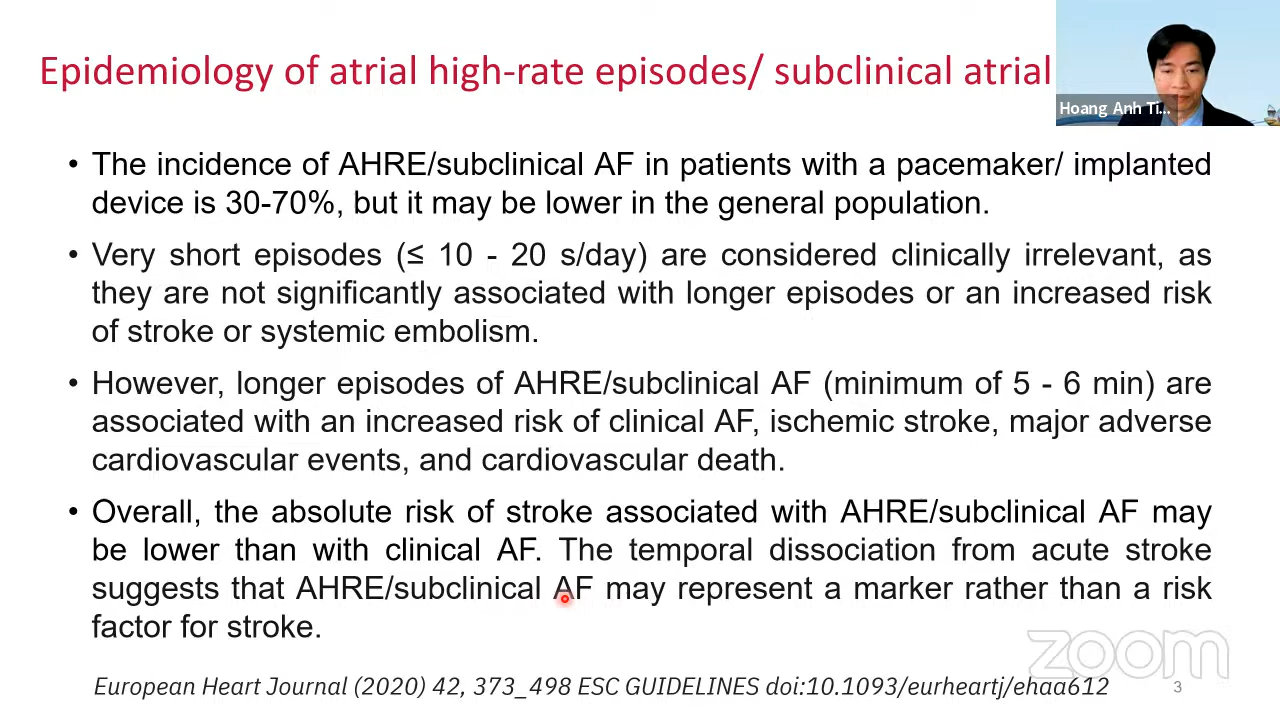 Epidemiology of atrial high-rate episodes/ subclinical atrial
Hoang Anh Ti...
• The incidence of AHRE/subclinical AF in patients with a pacemaker/ implanted
device is 30-70%, but it may be lower in the general population.
• Very short episodes (≤ 10 - 20 s/day) are considered clinically irrelevant, as
they are not significantly associated with longer episodes or an increased risk
of stroke or systemic embolism.
• However, longer episodes of AHRE/subclinical AF (minimum of 5 - 6 min) are
associated with an increased risk of clinical AF, ischemic stroke, major adverse
cardiovascular events, and cardiovascular death.
• Overall, the absolute risk of stroke associated with AHRE/subclinical AF may
be lower than with clinical AF. The temporal dissociation from acute stroke
suggests that AHRE/subclinical AF may represent a marker rather than a risk
factor for stroke.
zoom
European Heart Journal (2020) 42, 373_498 ESC GUIDELINES doi:10.1093/eurheartj/ehaa612
3